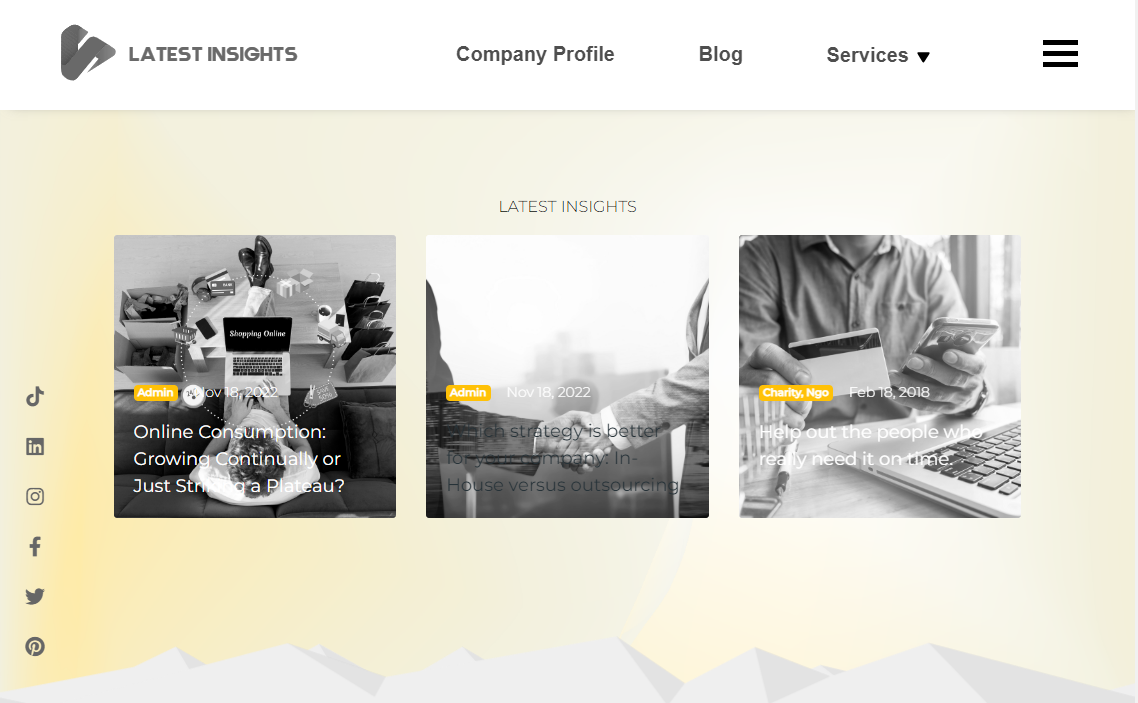 LATEST INSIGHTS
Company Profile
Blog
Services
LATEST INSIGHTS
Shopping Online
Admin
Nov 18, 2022
Online Consumption:
Growing Continually or
Just Striking a Plateau?
Admin
Nov 18, 2022
Which strategy is better
for your company: In-
House versus outsourcing
Charity, Ngo
Feb 18, 2018
Help out the people who
really need it on time.